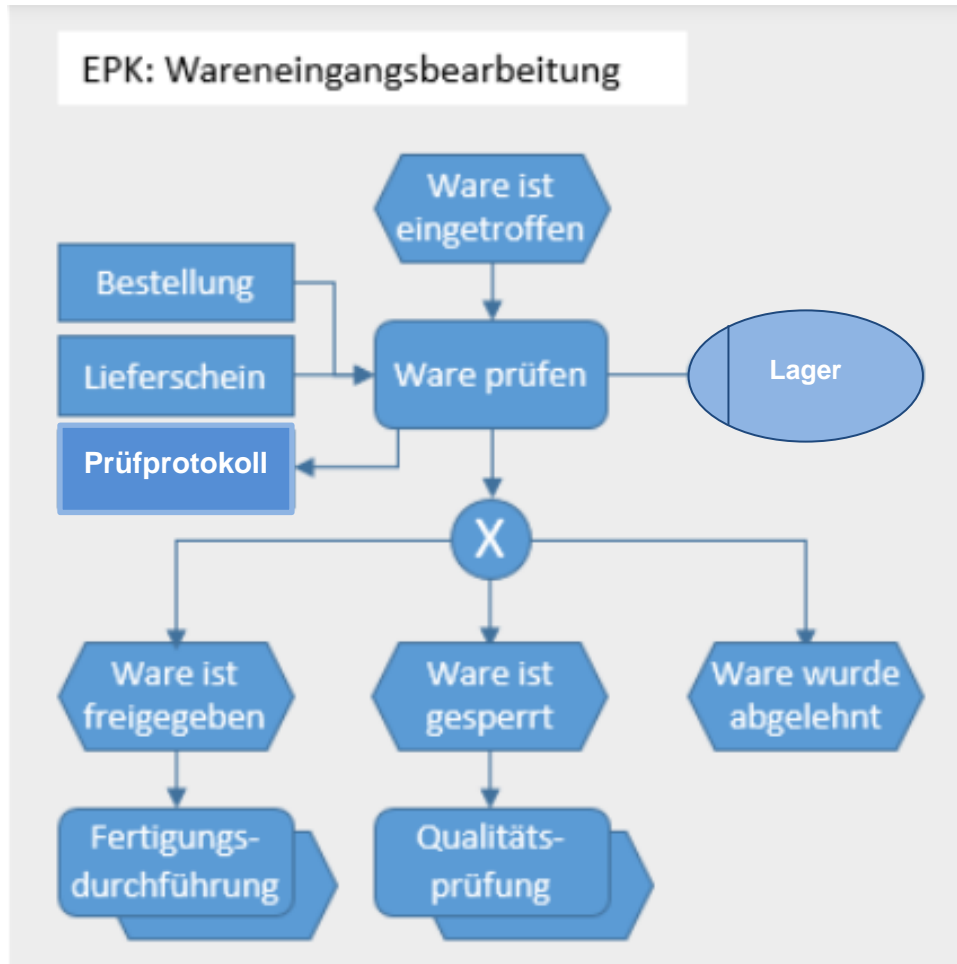 EPK: Wareneingangsbearbeitung
Ware ist
eingetroffen
Bestellung
Lieferschein
Ware prüfen
Lager
Prüfprotokoll
X
Ware ist
freigegeben
Ware ist
gesperrt
Ware wurde
abgelehnt
Fertigungs-
durchführung
Qualitäts-
prüfung